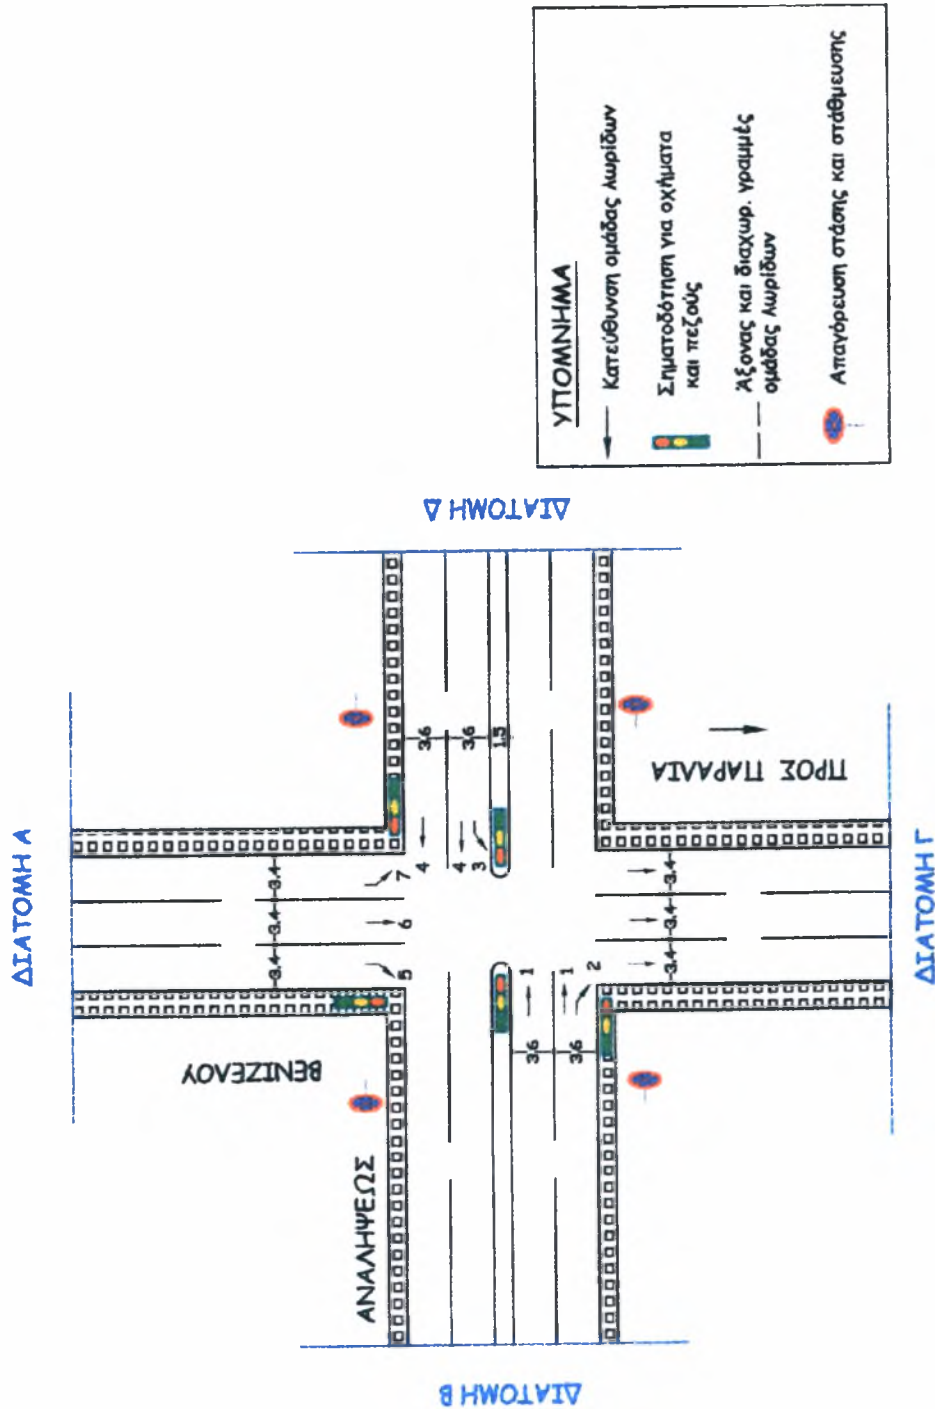 ΔΙΑΤΟΜΗ Α
ΒΕΝΙΖΕΛΟΥ
ΑΝΑΛΗΨΕΩΣ
ΔΙΑΤΟΜΗ Β
ΔΙΑΤΟΜΗ Δ
ΔΙΑΤΟΜΗ Γ
ΠΡΟΣ ΠΑΡΑΛΙΑ
3.4
3.4
3.4
5
6
7
4
4
3
3.6
3.6
1.5
1
1
2
3.6
3.6
3.4
3.4
3.4
ΥΠΟΜΝΗΜΑ
Κατεύθυνση ομάδας λωρίδων
Σηματοδότηση για οχήματα
και πεζούς
Άξονας και διαχωρ. γραμμές
ομάδας λωρίδων
Απαγόρευση στάσης και στάθμευσης